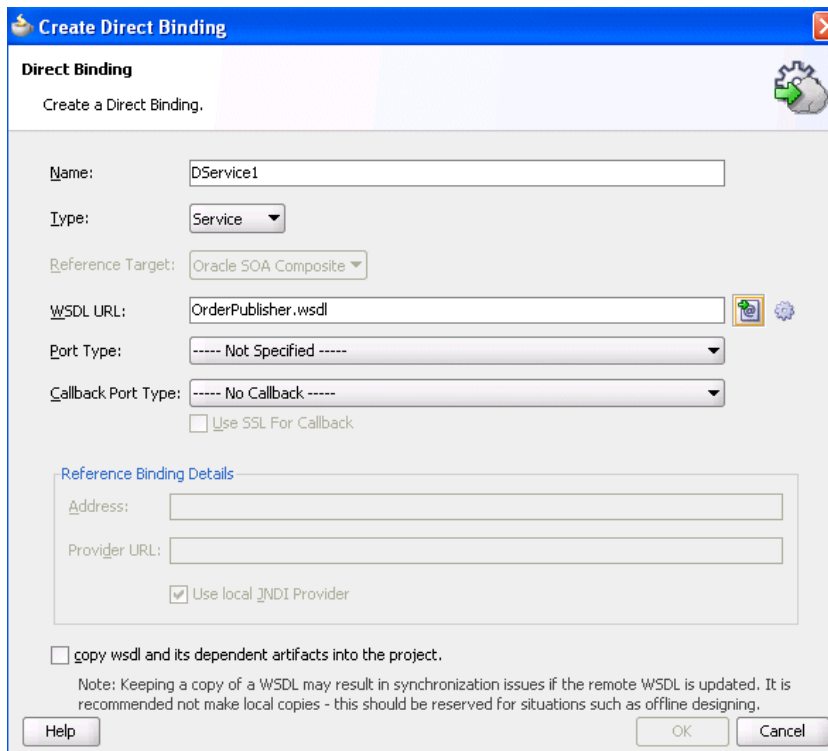 Create Direct Binding
Direct Binding
Create a Direct Binding.
Name: DService1
Type: Service
Reference Target: Oracle SOA Composite
WSDL URL: OrderPublisher.wsdl
Port Type: ----- Not Specified -----
Callback Port Type: ----- No Callback -----
Use SSL For Callback
Reference Binding Details
Address:
Provider URL:
Use local JNDI Provider
copy wsdl and its dependent artifacts into the project.
Note: Keeping a copy of a WSDL may result in synchronization issues if the remote WSDL is updated. It is
recommended not make local copies - this should be reserved for situations such as offline designing.
Help OK Cancel